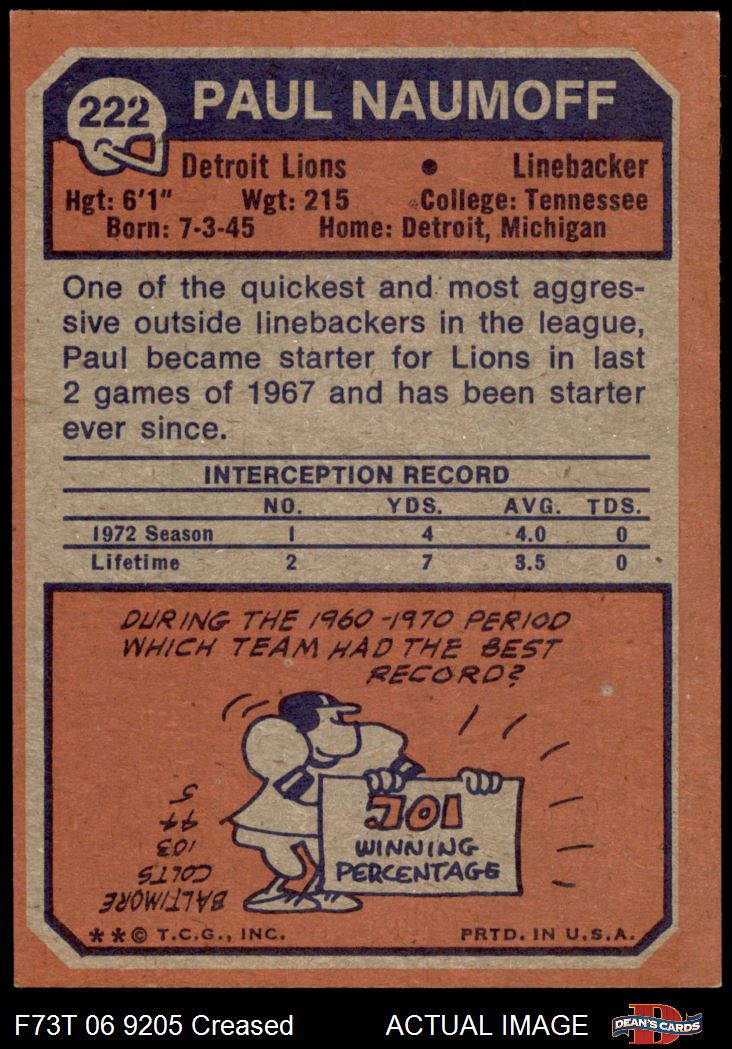 222
PAUL NAUMOFF
Detroit Lions • Linebacker
Hgt: 6'1" Wgt: 215 College: Tennessee
Born: 7-3-45 Home: Detroit, Michigan
One of the quickest and most aggres-
sive outside linebackers in the league,
Paul became starter for Lions in last
2 games of 1967 and has been starter
ever since.
INTERCEPTION RECORD
NO. YDS. AVG. TDS.
1972 Season 1 4 4.0 0
Lifetime 2 7 3.5 0
DURING THE 1960-1970 PERIOD
WHICH TEAM HAD THE BEST
RECORD?
.701
WINNING
PERCENTAGE
BALTIMORE
COLTS
103
44
5
**© T.C.G., INC. PRTD. IN U.S.A.
F73T 06 9205 Creased ACTUAL IMAGE
D
DEAN'S CARDS